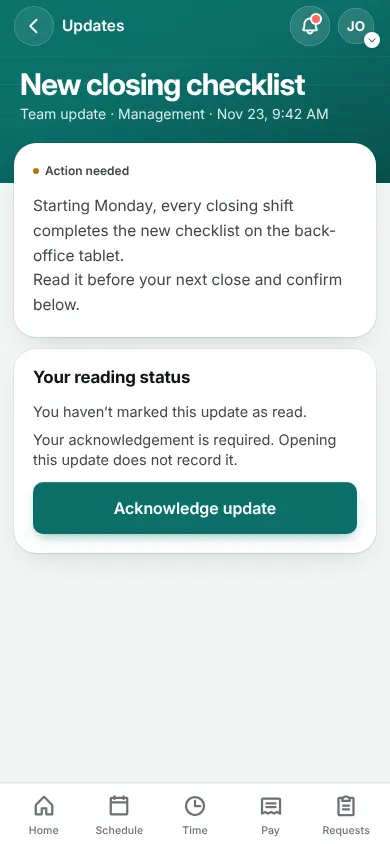 Updates
JO
New closing checklist
Team update · Management · Nov 23, 9:42 AM
Action needed
Starting Monday, every closing shift
completes the new checklist on the back-
office tablet.
Read it before your next close and confirm
below.
Your reading status
You haven’t marked this update as read.
Your acknowledgement is required. Opening
this update does not record it.
Acknowledge update
Home
Schedule
Time
Pay
Requests